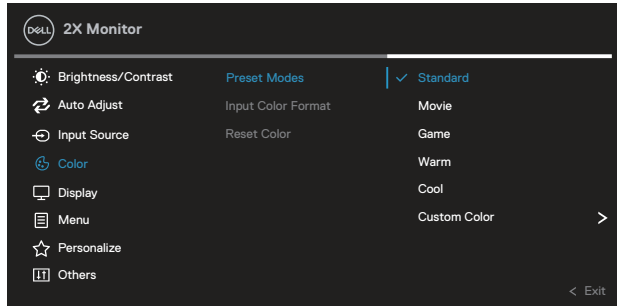 DELL 2X Monitor
Brightness/Contrast Preset Modes Standard
Auto Adjust Input Color Format Movie
Input Source Reset Color Game
Color Warm
Display Cool
Menu Custom Color >
Personalize
Others
< Exit